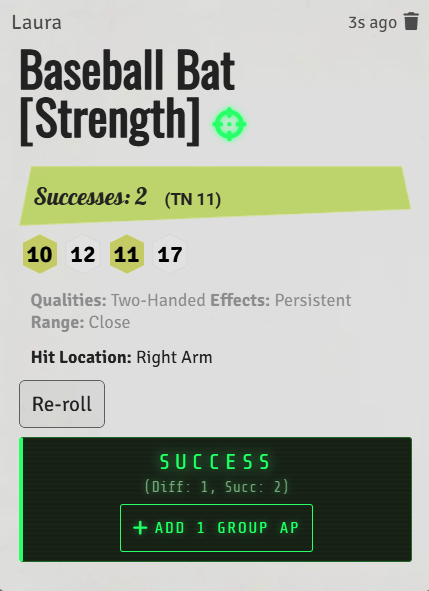 Laura 3s ago
Baseball Bat
[Strength]
Successes: 2 (TN 11)
10 12 11 17
Qualities: Two-Handed Effects: Persistent
Range: Close
Hit Location: Right Arm
Re-roll
SUCCESS
(Diff: 1, Succ: 2)
+ ADD 1 GROUP AP